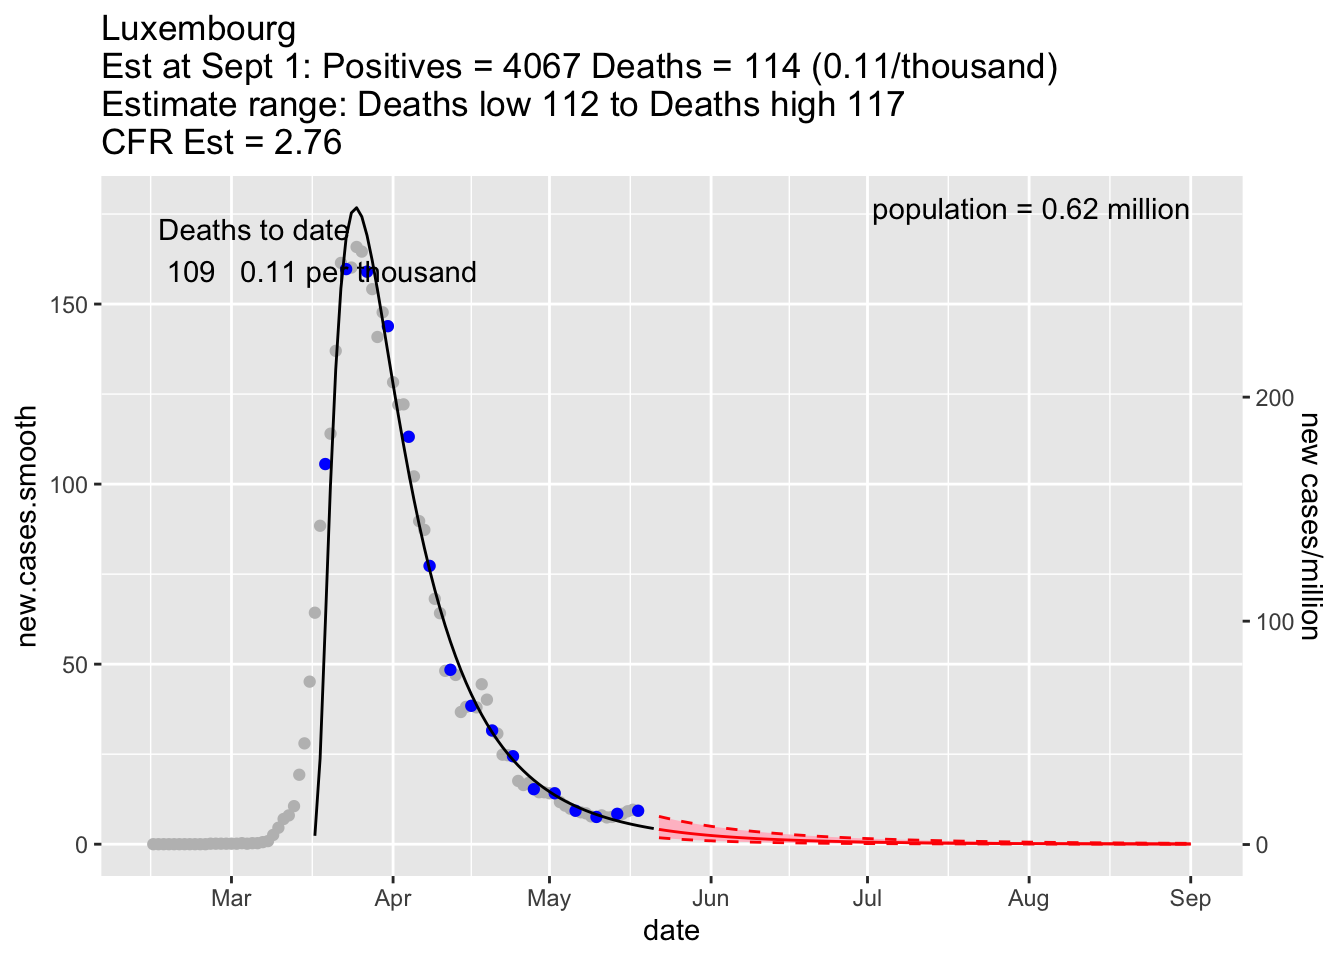 Luxembourg
Est at Sept 1: Positives = 4067 Deaths = 114 (0.11/thousand)
Estimate range: Deaths low 112 to Deaths high 117
CFR Est = 2.76
population = 0.62 million
Deaths to date
109 0.11 per thousand
150
100
50
0
new.cases.smooth
200
100
0
new cases/million
Mar Apr May Jun Jul Aug Sep
date